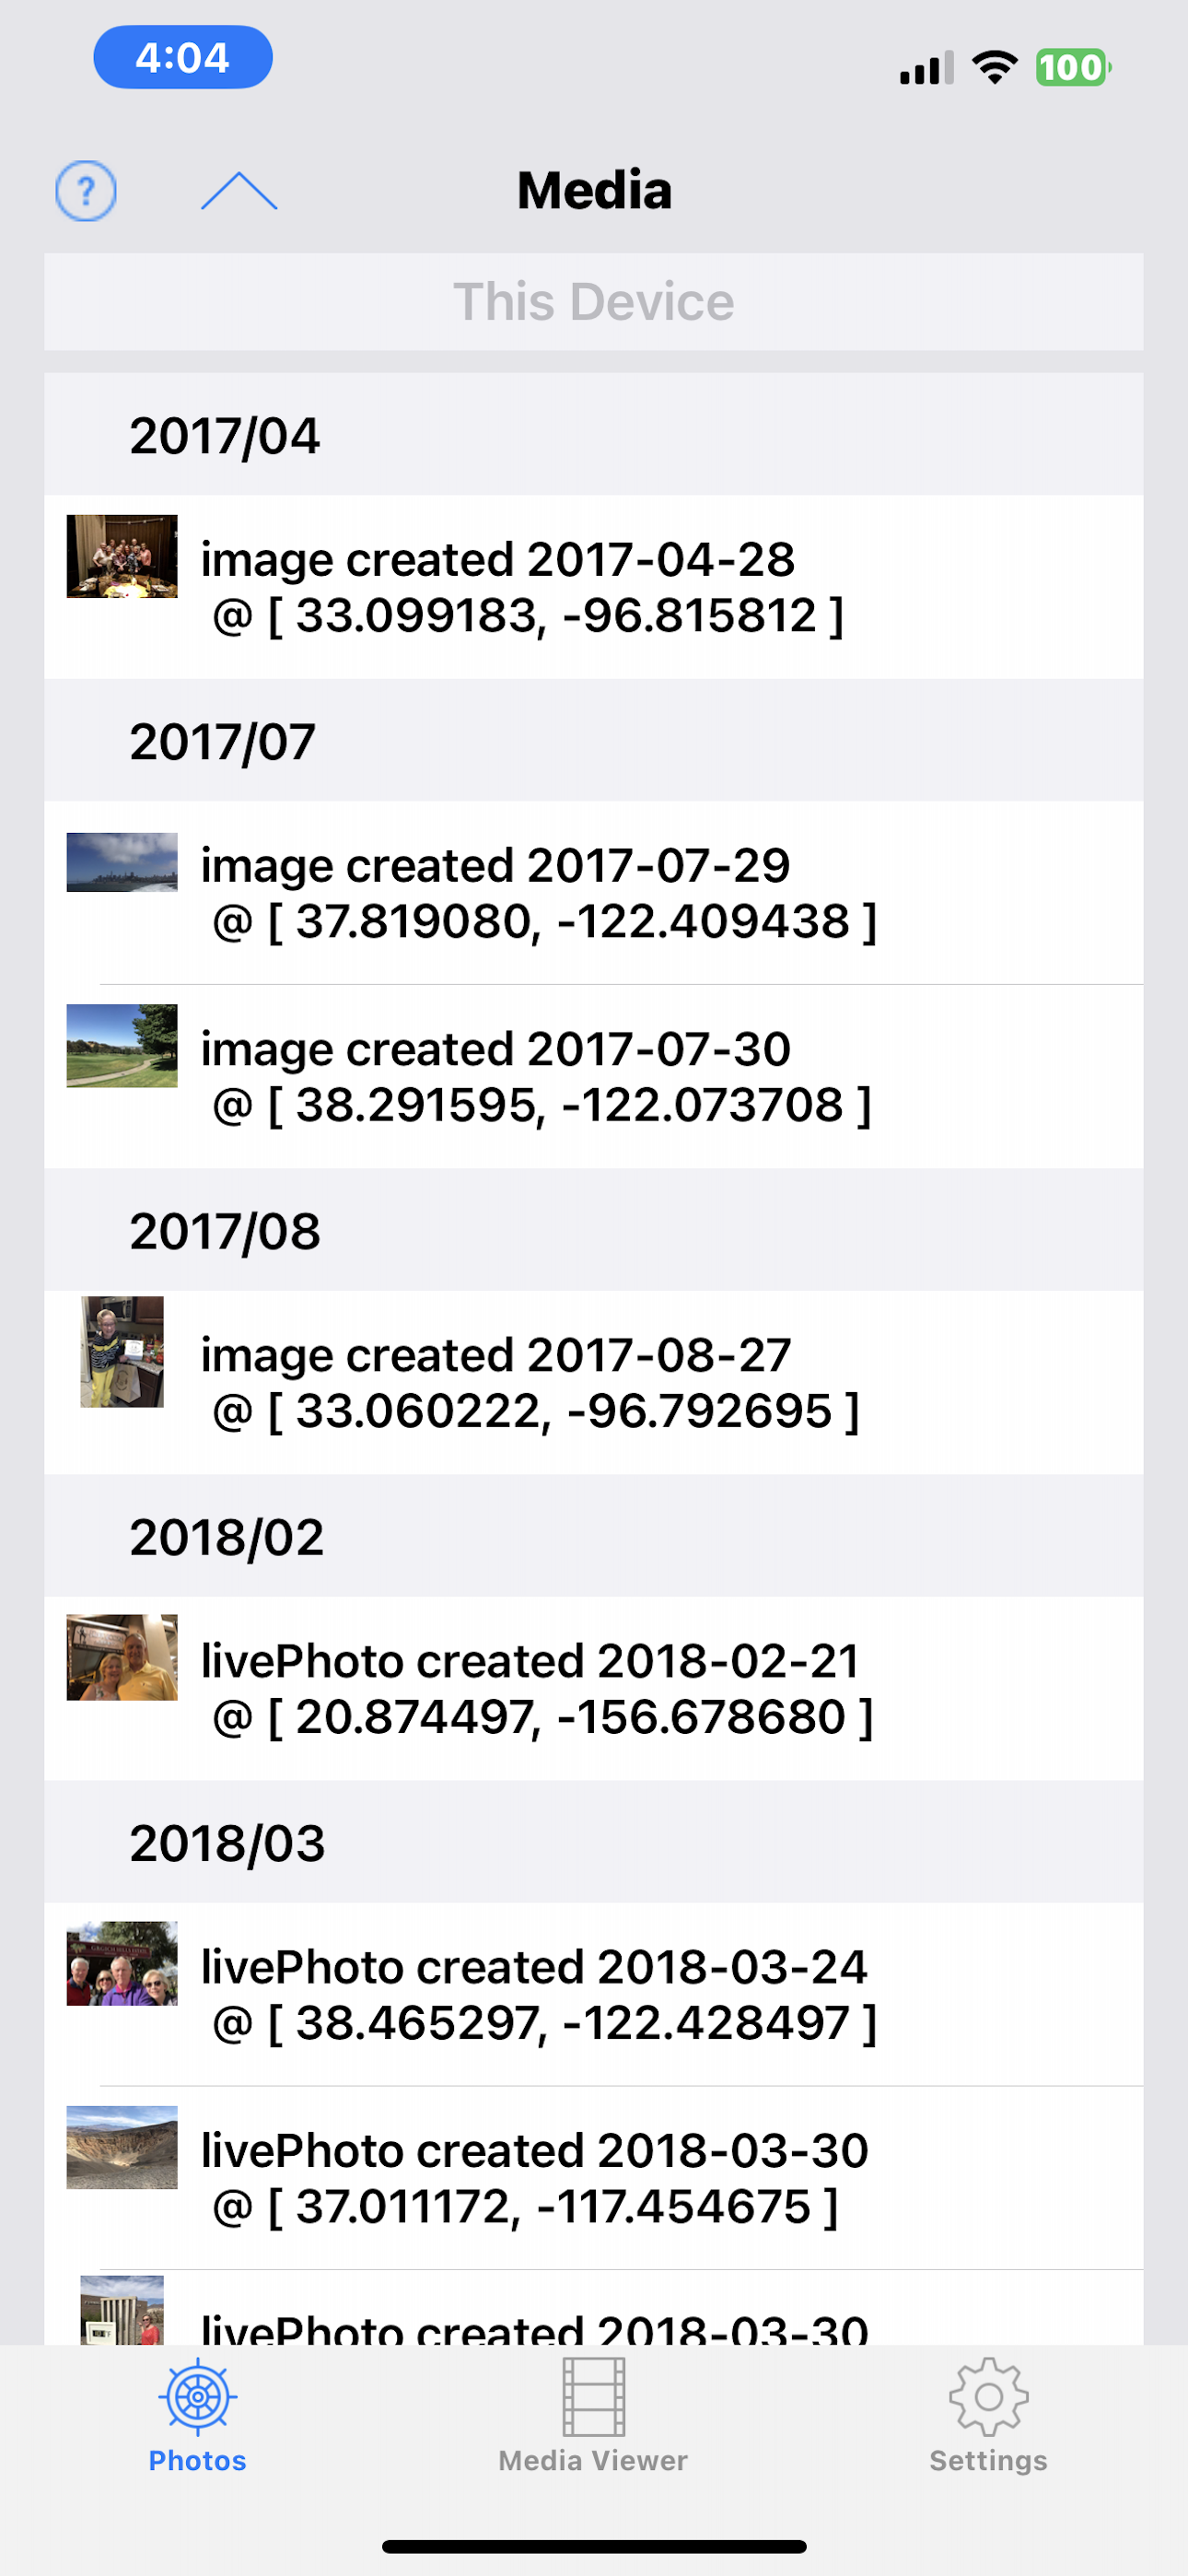 4:04
100
?
Media
This Device
2017/04
image created 2017-04-28
@ [ 33.099183, -96.815812 ]
2017/07
image created 2017-07-29
@ [ 37.819080, -122.409438 ]
image created 2017-07-30
@ [ 38.291595, -122.073708 ]
2017/08
image created 2017-08-27
@ [ 33.060222, -96.792695 ]
2018/02
livePhoto created 2018-02-21
@ [ 20.874497, -156.678680 ]
2018/03
livePhoto created 2018-03-24
@ [ 38.465297, -122.428497 ]
livePhoto created 2018-03-30
@ [ 37.011172, -117.454675 ]
livePhoto created 2018-03-30
Photos
Media Viewer
Settings